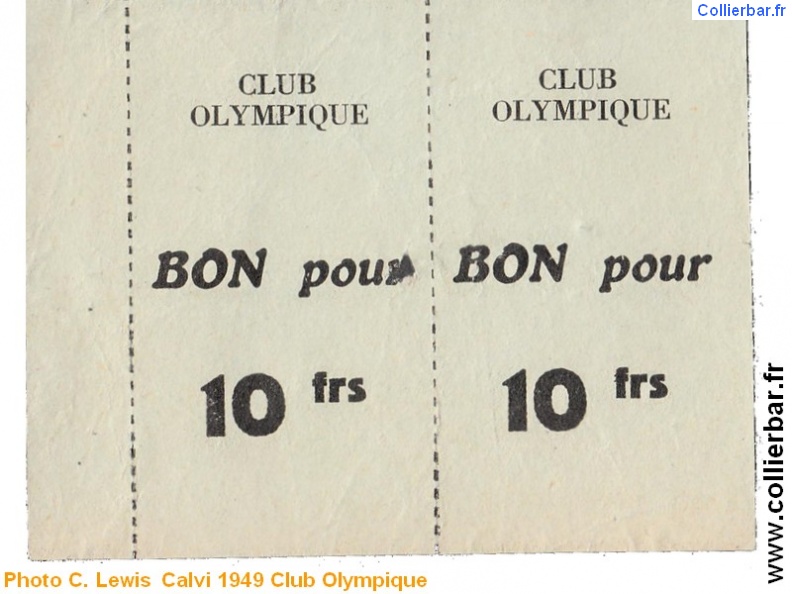 Collierbar.fr
CLUB
OLYMPIQUE
BON pour
10 frs
CLUB
OLYMPIQUE
BON pour
10 frs
www.collierbar.fr
Photo C. Lewis Calvi 1949 Club Olympique